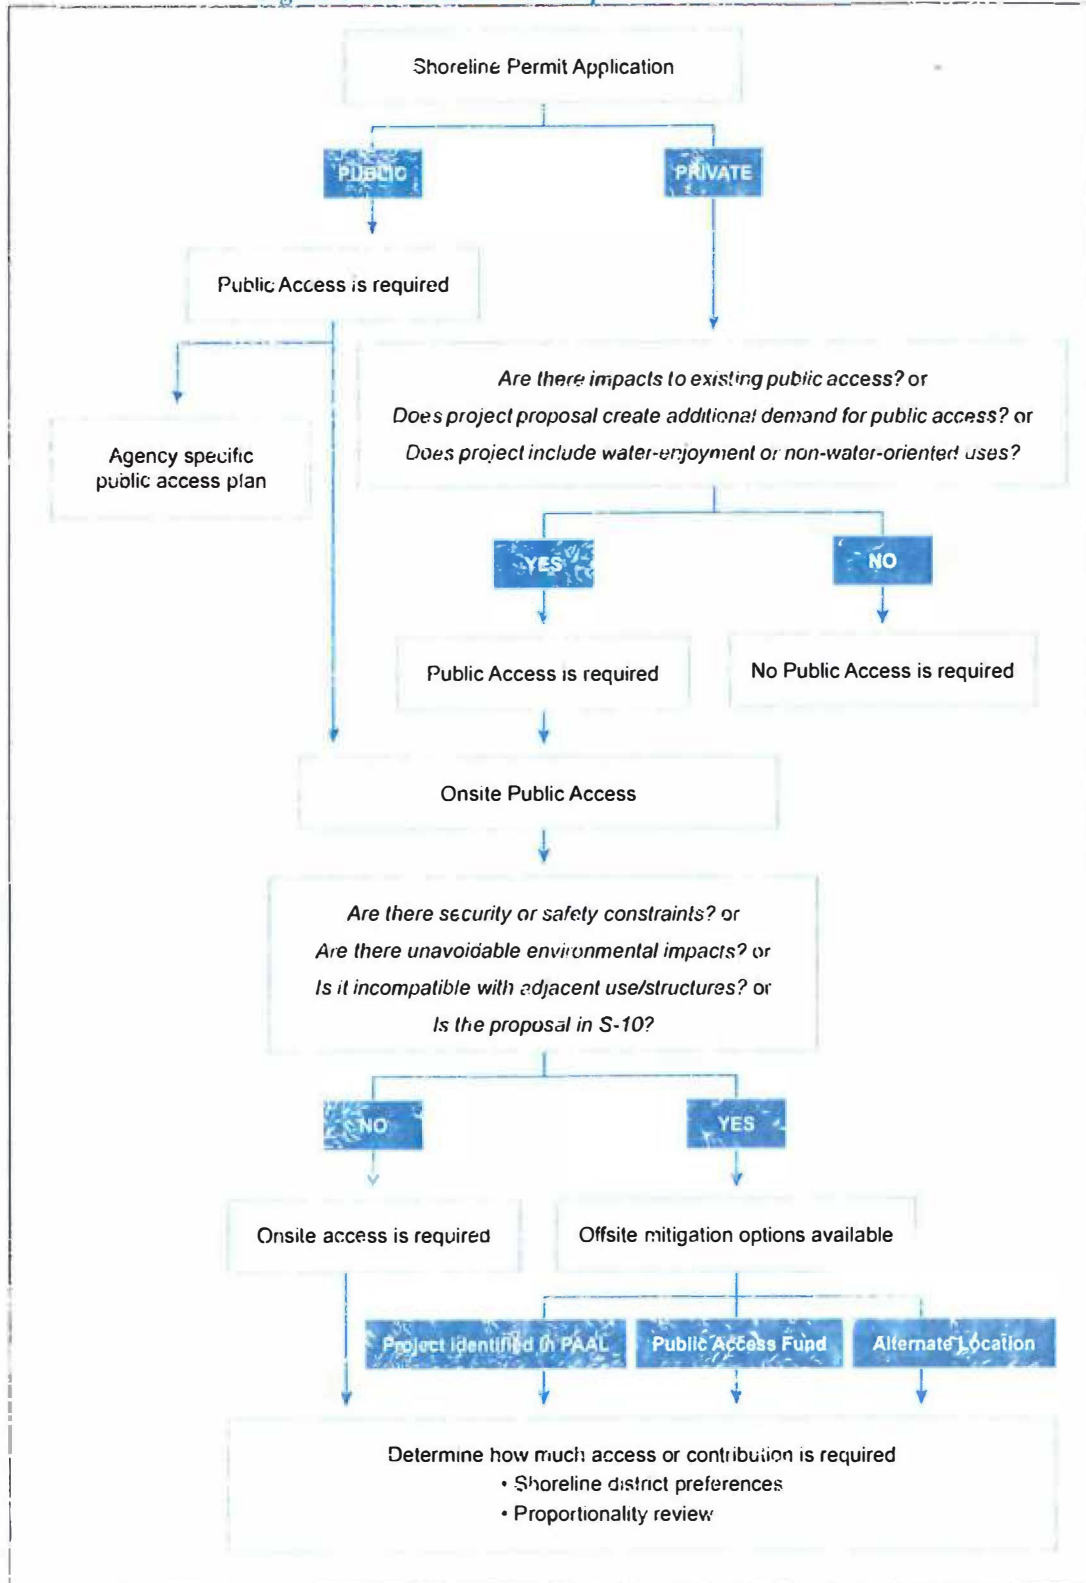 Shoreline Permit Application
PUBLIC
PRIVATE
Public Access is required
Are there impacts to existing public access? or
Does project proposal create additional demand for public access? or
Does project include water-enjoyment or non-water-oriented uses?
Agency specific
public access plan
YES
NO
Public Access is required
No Public Access is required
Onsite Public Access
Are there security or safety constraints? or
Are there unavoidable environmental impacts? or
Is it incompatible with adjacent use/structures? or
Is the proposal in S-10?
NO
YES
Onsite access is required
Offsite mitigation options available
Project identified in PAAL
Public Access Fund
Alternate Location
Determine how much access or contribution is required
• Shoreline district preferences
• Proportionality review